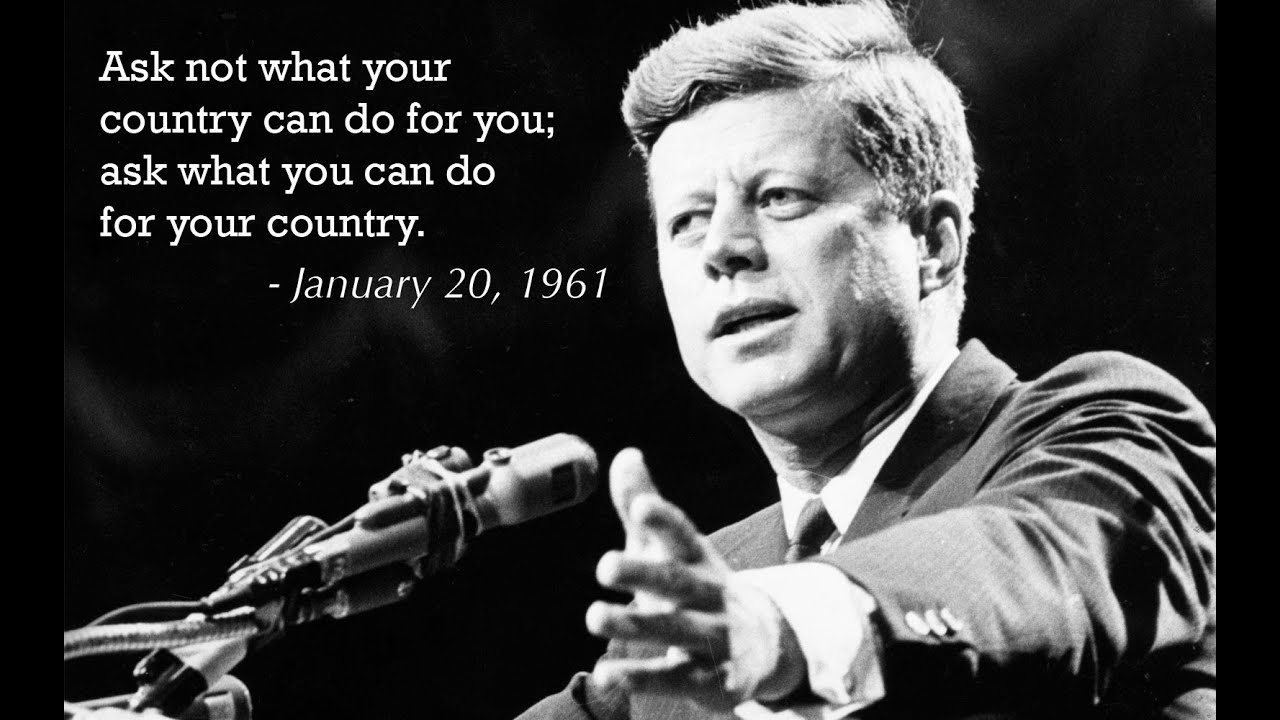 Ask not what your
country can do for you;
ask what you can do
for your country.
- January 20, 1961